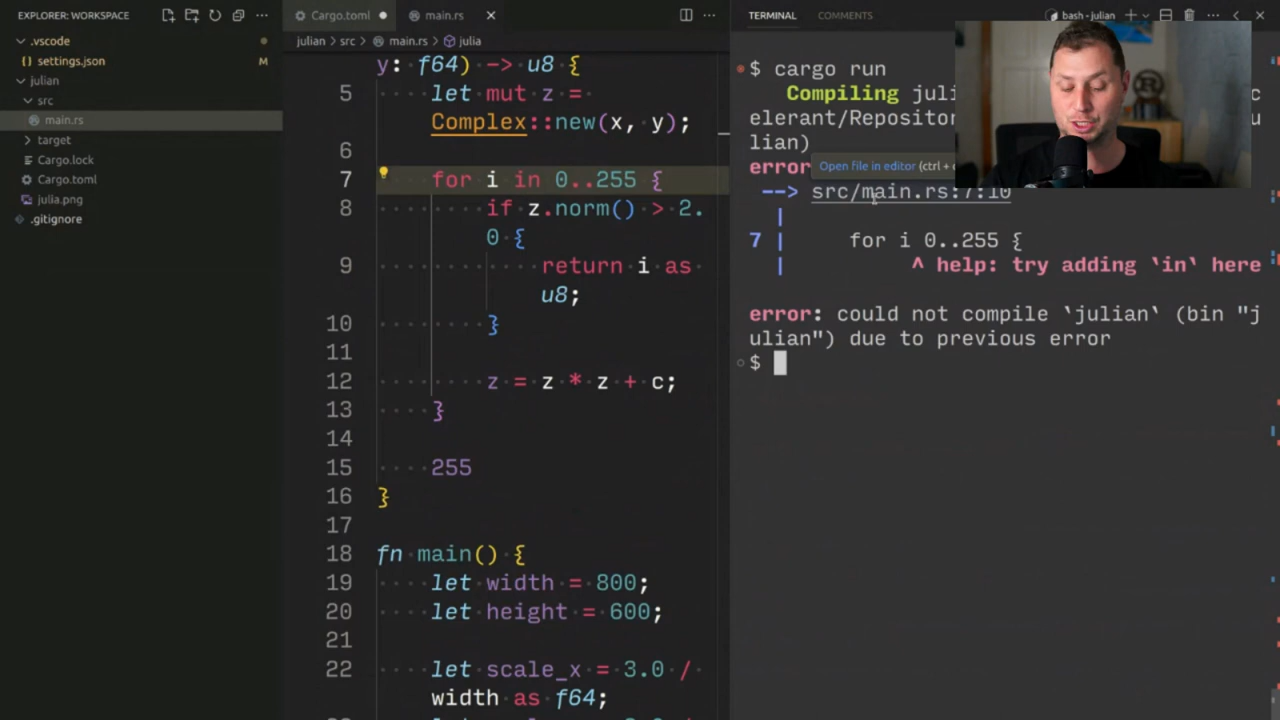 EXPLORER: WORKSPACE
.vscode
settings.json M
julian
src
main.rs
target
Cargo.lock
Cargo.toml
julia.png
.gitignore
Cargo.toml
main.rs
julian > src > main.rs > julia
y: f64) -> u8 {
5 let mut z =
Complex::new(x, y);
6
7 for i in 0..255 {
8 if z.norm() > 2.
0 {
9 return i as
u8;
10 }
11
12 z = z * z + c;
13 }
14
15 255
16 }
17
18 fn main() {
19 let width = 800;
20 let height = 600;
21
22 let scale_x = 3.0 /
width as f64;
TERMINAL COMMENTS
bash - julian
$ cargo run
Compiling juli
elerant/Repositor
lian)
error
Open file in editor (ctrl +
--> src/main.rs:7:10
|
7 | for i 0..255 {
| ^ help: try adding `in` here
error: could not compile `julian` (bin "j
ulian") due to previous error
$